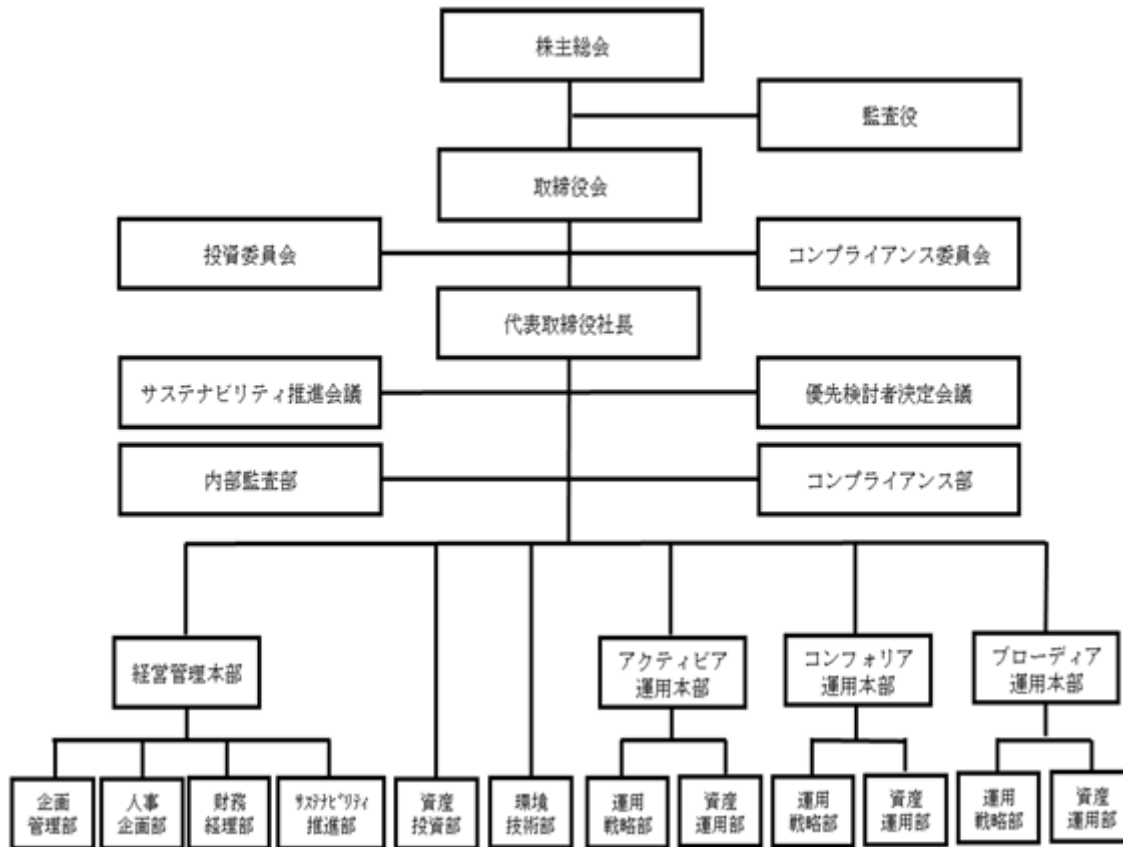 株主総会
監査役
取締役会
投資委員会
コンプライアンス委員会
代表取締役社長
サステナビリティ推進会議
優先検討者決定会議
内部監査部
コンプライアンス部
経営管理本部
アクティビア
運用本部
コンフォリア
運用本部
ブローディア
運用本部
企画
管理部
人事
企画部
財務
経理部
ｻｽﾃﾅﾋﾞﾘﾃｨ
推進部
資産
投資部
環境
技術部
運用
戦略部
資産
運用部
運用
戦略部
資産
運用部
運用
戦略部
資産
運用部